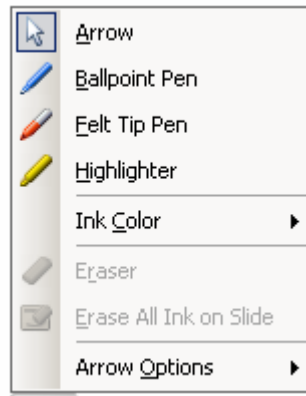 Arrow
Ballpoint Pen
Felt Tip Pen
Highlighter
Ink Color
Eraser
Erase All Ink on Slide
Arrow Options